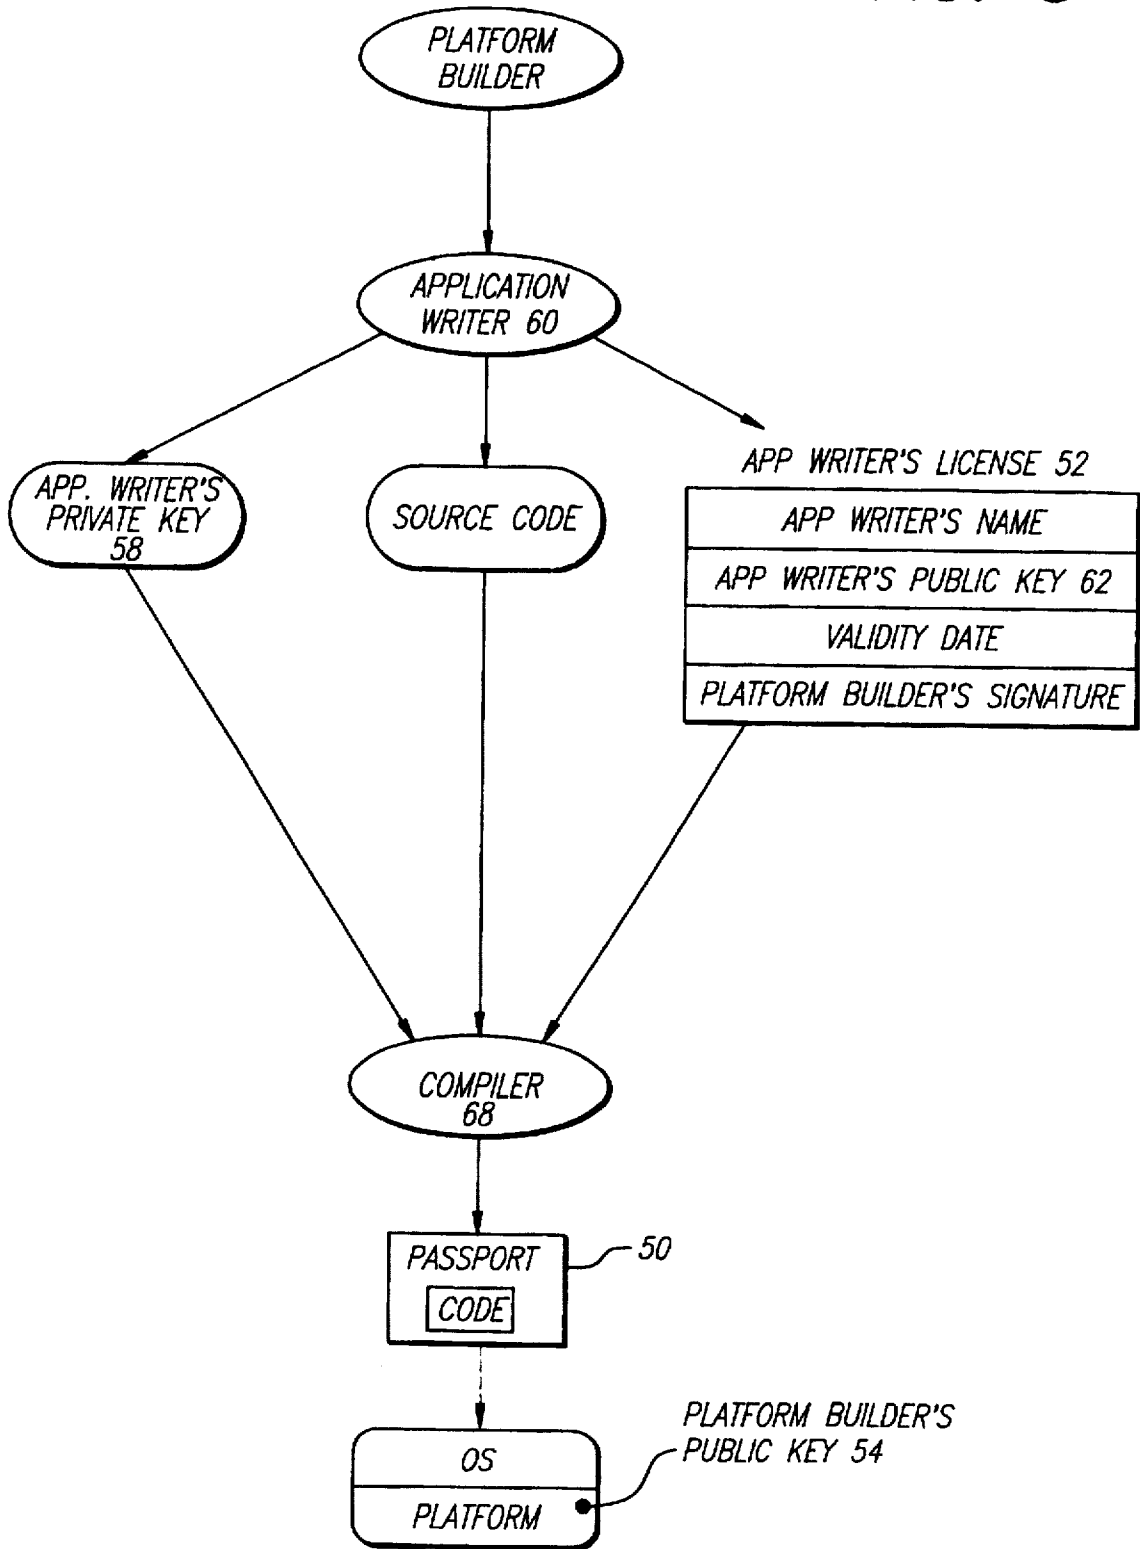 PLATFORM
BUILDER
APPLICATION
WRITER 60
APP. WRITER'S
PRIVATE KEY
58
SOURCE CODE
APP WRITER'S LICENSE 52
APP WRITER'S NAME
APP WRITER'S PUBLIC KEY 62
VALIDITY DATE
PLATFORM BUILDER'S SIGNATURE
COMPILER
68
PASSPORT
50
CODE
PLATFORM BUILDER'S
PUBLIC KEY 54
OS
PLATFORM